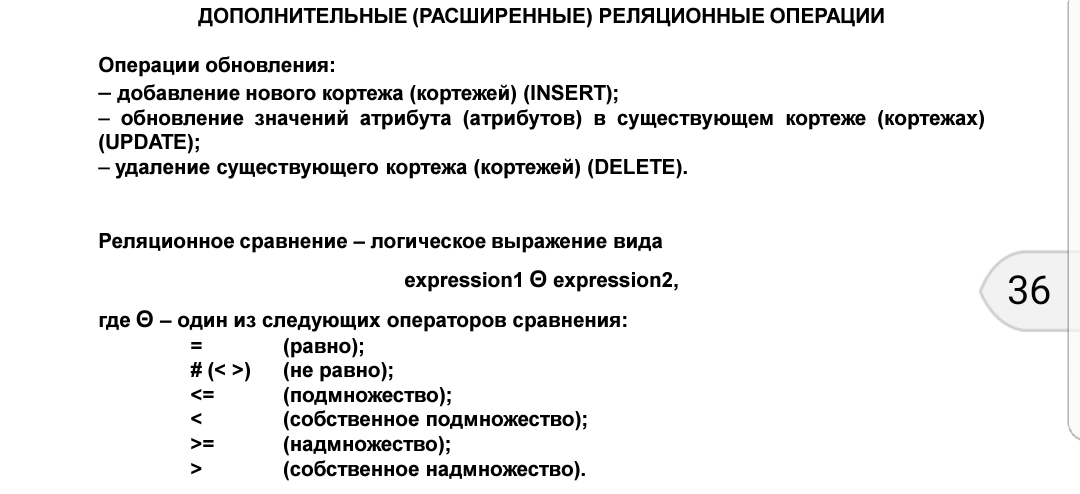 ДОПОЛНИТЕЛЬНЫЕ (РАСШИРЕННЫЕ) РЕЛЯЦИОННЫЕ ОПЕРАЦИИ
Операции обновления:
– добавление нового кортежа (кортежей) (INSERT);
– обновление значений атрибута (атрибутов) в существующем кортеже (кортежах)
(UPDATE);
– удаление существующего кортежа (кортежей) (DELETE).
Реляционное сравнение – логическое выражение вида
expression1 Θ expression2,
36
где Θ – один из следующих операторов сравнения:
= (равно);
# (< >) (не равно);
<= (подмножество);
< (собственное подмножество);
>= (надмножество);
> (собственное надмножество).